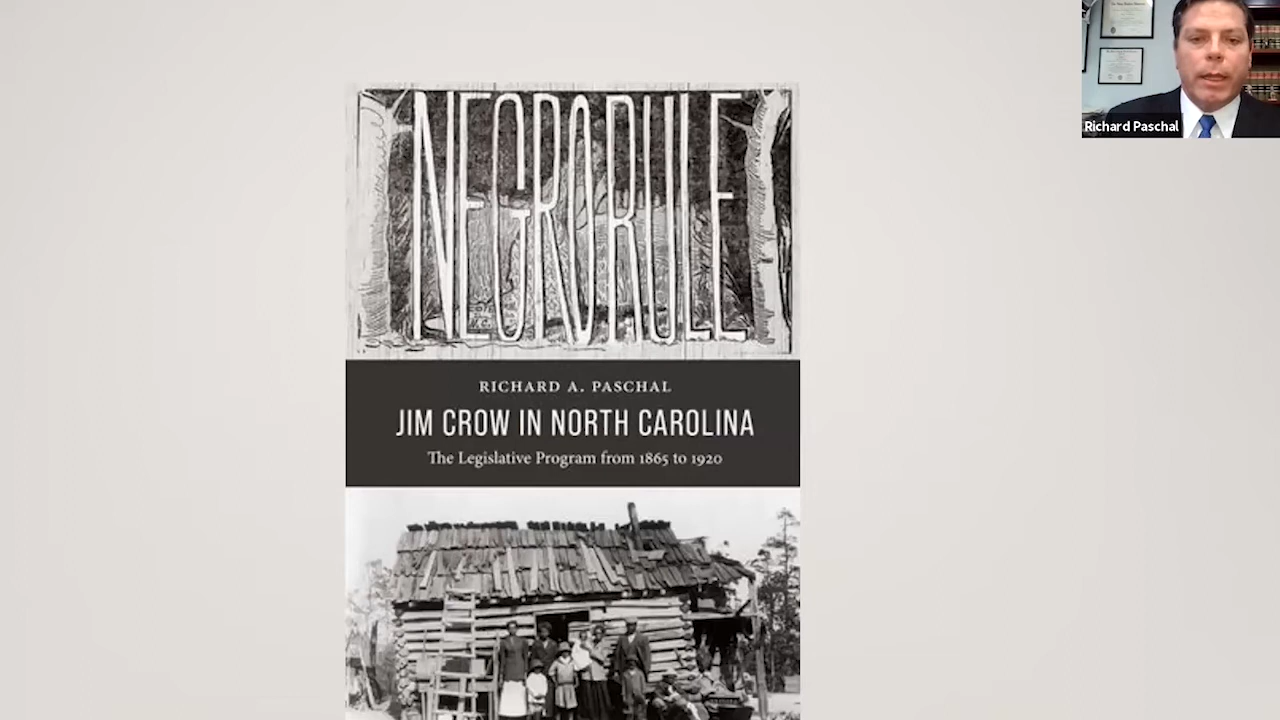 NEGRO RULE
RICHARD A. PASCHAL
JIM CROW IN NORTH CAROLINA
The Legislative Program from 1865 to 1920
Richard Paschal